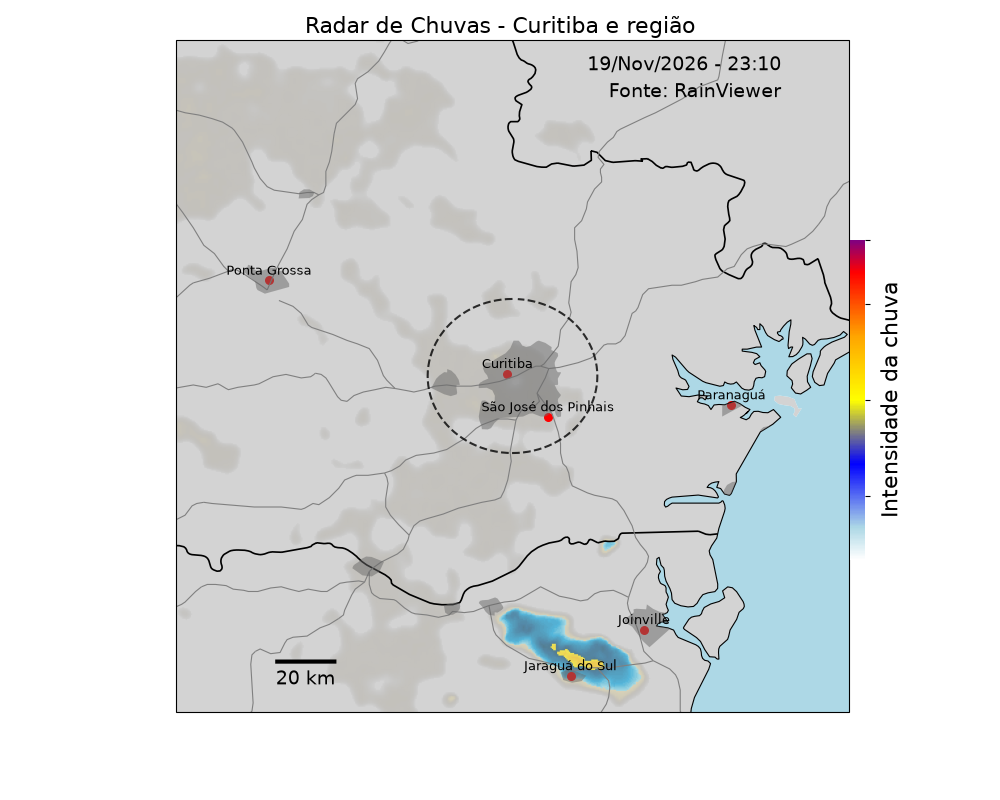 Radar de Chuvas - Curitiba e região
19/Nov/2026 - 23:10
Fonte: RainViewer
Ponta Grossa
Curitiba
São José dos Pinhais
Paranaguá
Intensidade da chuva
Joinville
Jaraguá do Sul
20 km